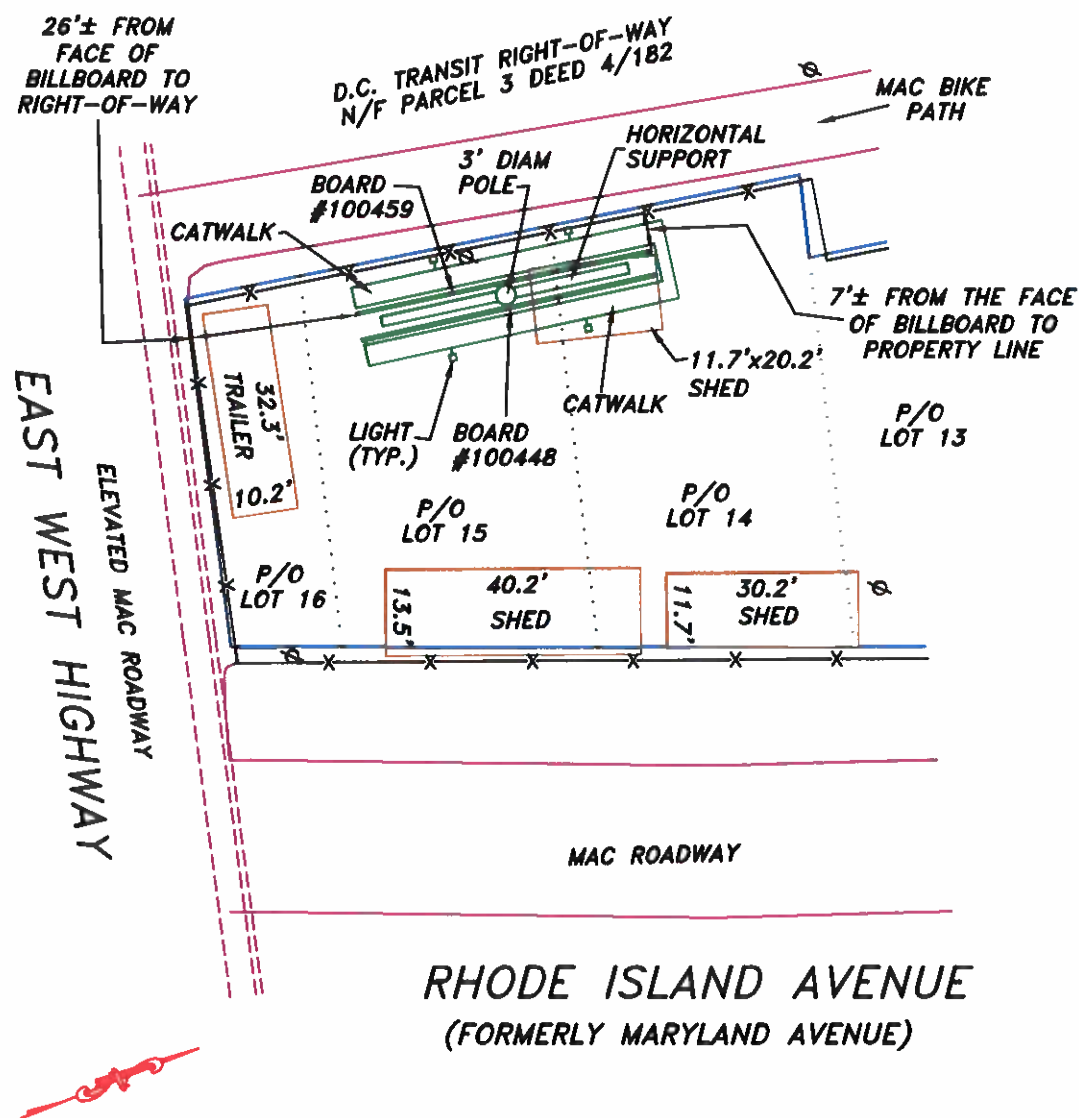 26'± FROM
FACE OF
BILLBOARD TO
RIGHT-OF-WAY
D.C. TRANSIT RIGHT-OF-WAY
N/F PARCEL 3 DEED 4/182
MAC BIKE
PATH
HORIZONTAL
SUPPORT
3' DIAM
POLE
BOARD
#100459
CATWALK
7'± FROM THE FACE
OF BILLBOARD TO
PROPERTY LINE
11.7'x20.2'
SHED
CATWALK
LIGHT
(TYP.)
BOARD
#100448
32.3'
TRAILER
10.2'
P/O
LOT 13
P/O
LOT 14
P/O
LOT 15
P/O
LOT 16
40.2'
SHED
13.5'
30.2'
SHED
11.7'
EAST WEST HIGHWAY
ELEVATED MAC ROADWAY
MAC ROADWAY
RHODE ISLAND AVENUE
(FORMERLY MARYLAND AVENUE)